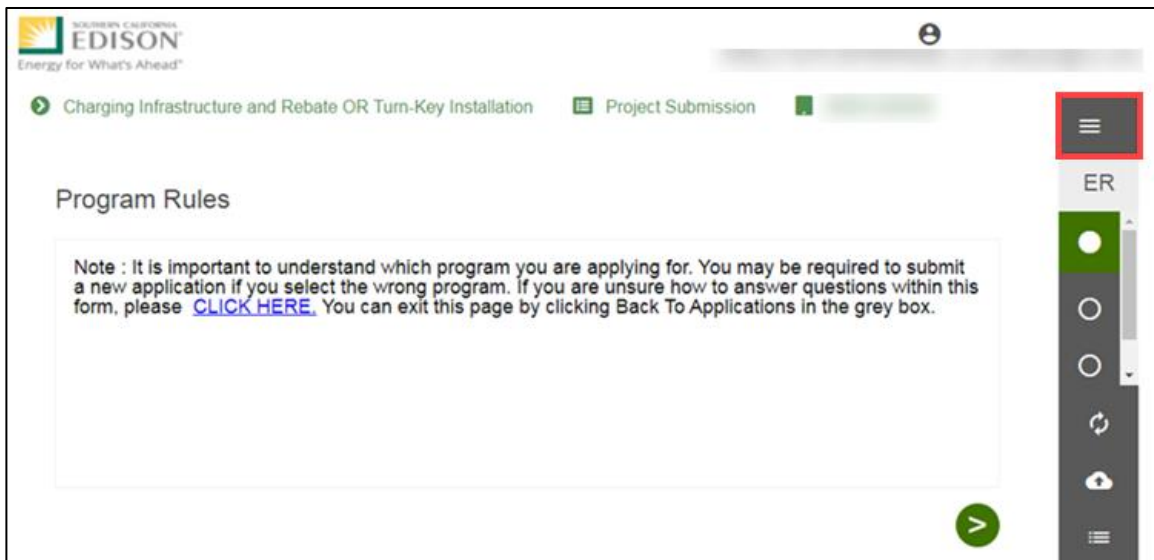 SOUTHERN CALIFORNIA
EDISON
Energy for What's Ahead®
Charging Infrastructure and Rebate OR Turn-Key Installation Project Submission
ER
Program Rules
Note : It is important to understand which program you are applying for. You may be required to submit
a new application if you select the wrong program. If you are unsure how to answer questions within this
form, please CLICK HERE. You can exit this page by clicking Back To Applications in the grey box.